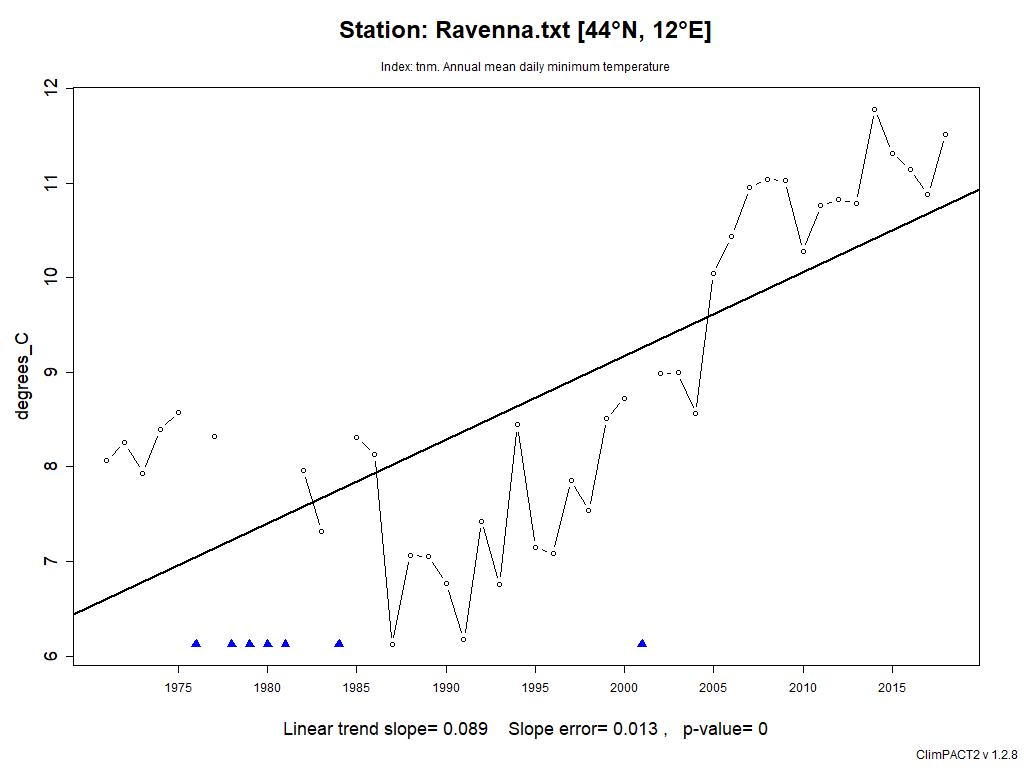 Station: Ravenna.txt [44°N, 12°E]
Index: tnm. Annual mean daily minimum temperature
degrees_C
12
11
10
9
8
7
6
1975 1980 1985 1990 1995 2000 2005 2010 2015
Linear trend slope= 0.089 Slope error= 0.013 , p-value= 0
ClimPACT2 v 1.2.8